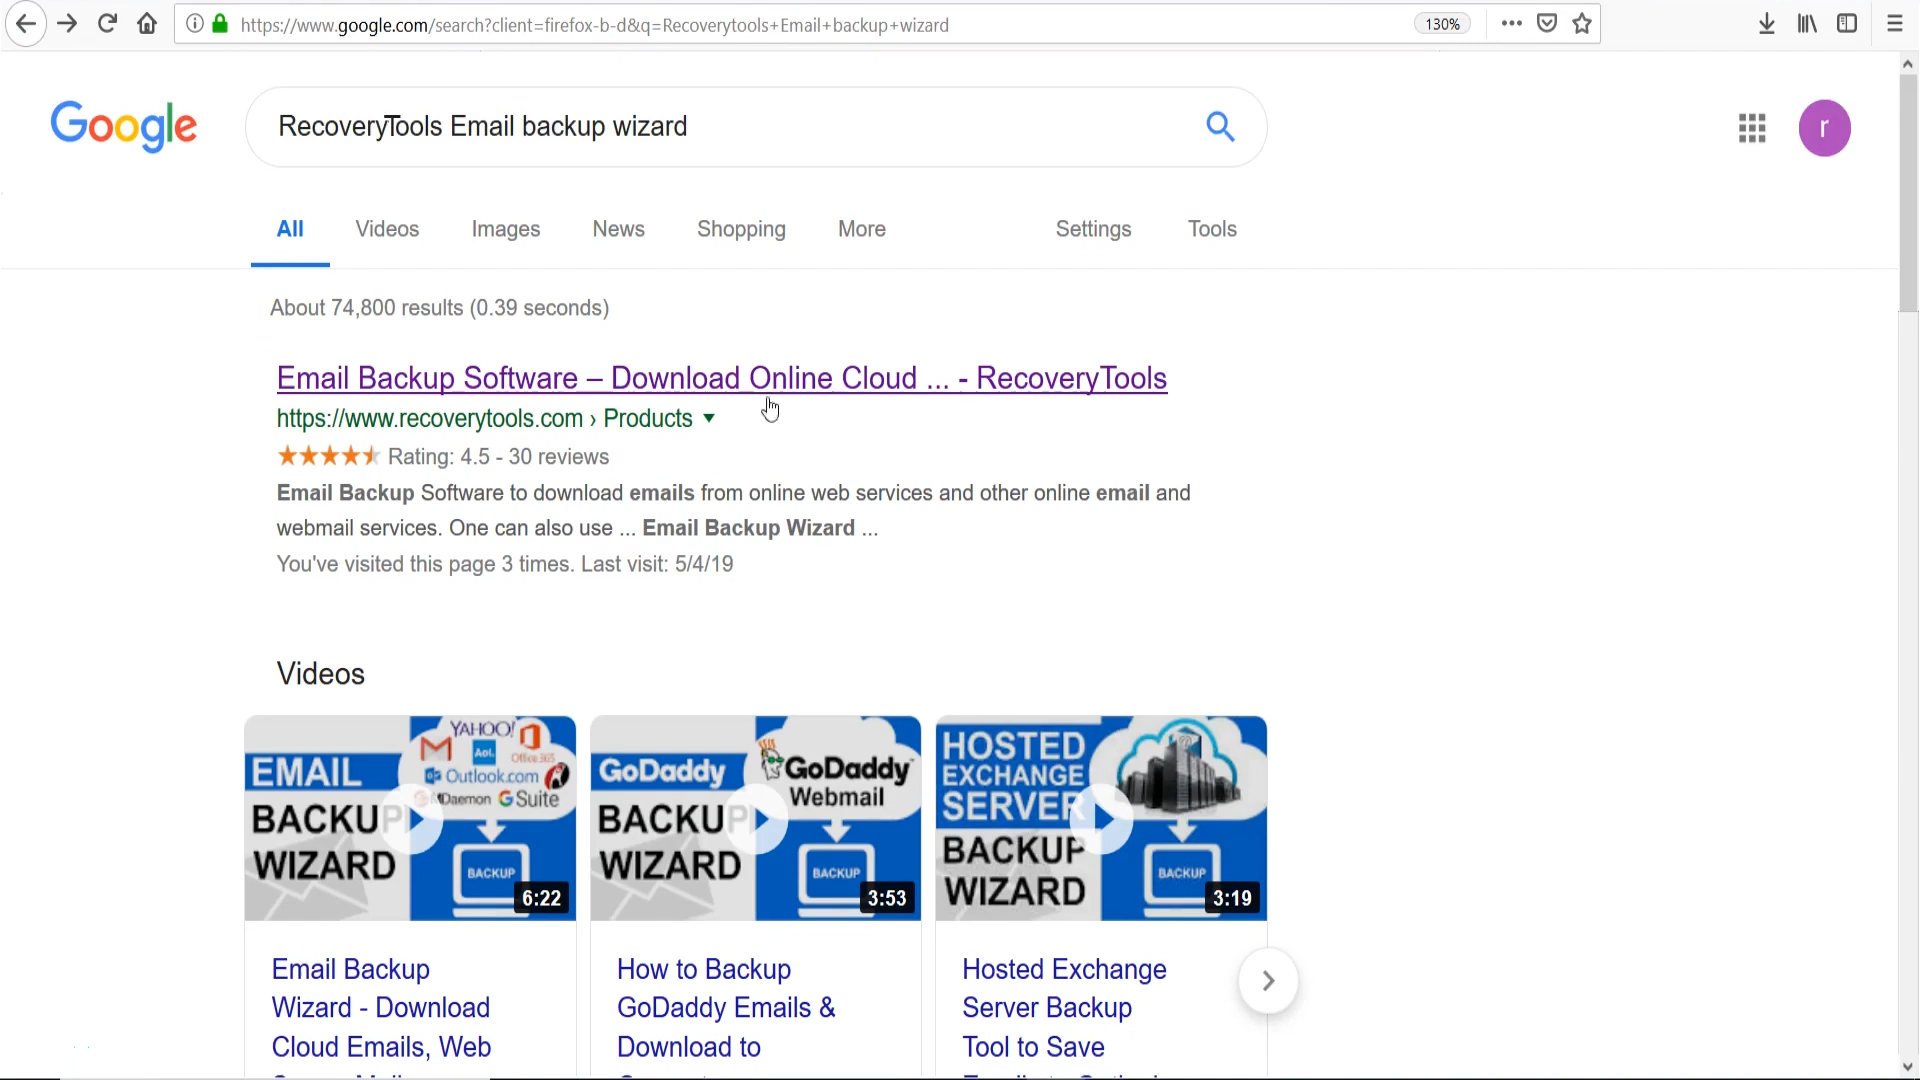 https://www.google.com/search?client=firefox-b-d&q=Recoverytools+Email+backup+wizard
130%
Google
RecoveryTools Email backup wizard
r
All Videos Images News Shopping More Settings Tools
About 74,800 results (0.39 seconds)
Email Backup Software – Download Online Cloud ... - RecoveryTools
https://www.recoverytools.com › Products
Rating: 4.5 - 30 reviews
Email Backup Software to download emails from online web services and other online email and
webmail services. One can also use ... Email Backup Wizard ...
You've visited this page 3 times. Last visit: 5/4/19
Videos
YAHOO!
Aol.
Office 365
Outlook.com
MDaemon G Suite
EMAIL
BACKUP
WIZARD
BACKUP
6:22
GoDaddy
GoDaddy
Webmail
BACKUP
WIZARD
BACKUP
3:53
HOSTED
EXCHANGE
SERVER
BACKUP
WIZARD
BACKUP
3:19
Email Backup
Wizard - Download
Cloud Emails, Web
How to Backup
GoDaddy Emails &
Download to
Hosted Exchange
Server Backup
Tool to Save